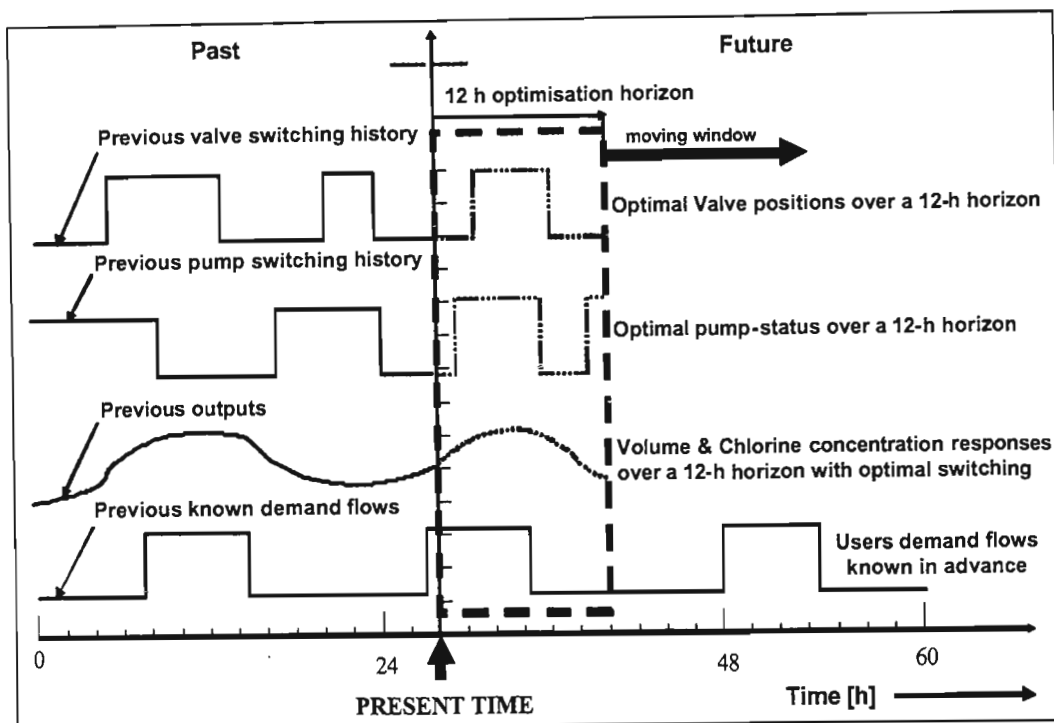 Past
Future
12 h optimisation horizon
Previous valve switching history
moving window
Optimal Valve positions over a 12-h horizon
Previous pump switching history
Optimal pump-status over a 12-h horizon
Previous outputs
Volume & Chlorine concentration responses
over a 12-h horizon with optimal switching
Previous known demand flows
Users demand flows
known in advance
0
24
48
60
PRESENT TIME
Time [h]